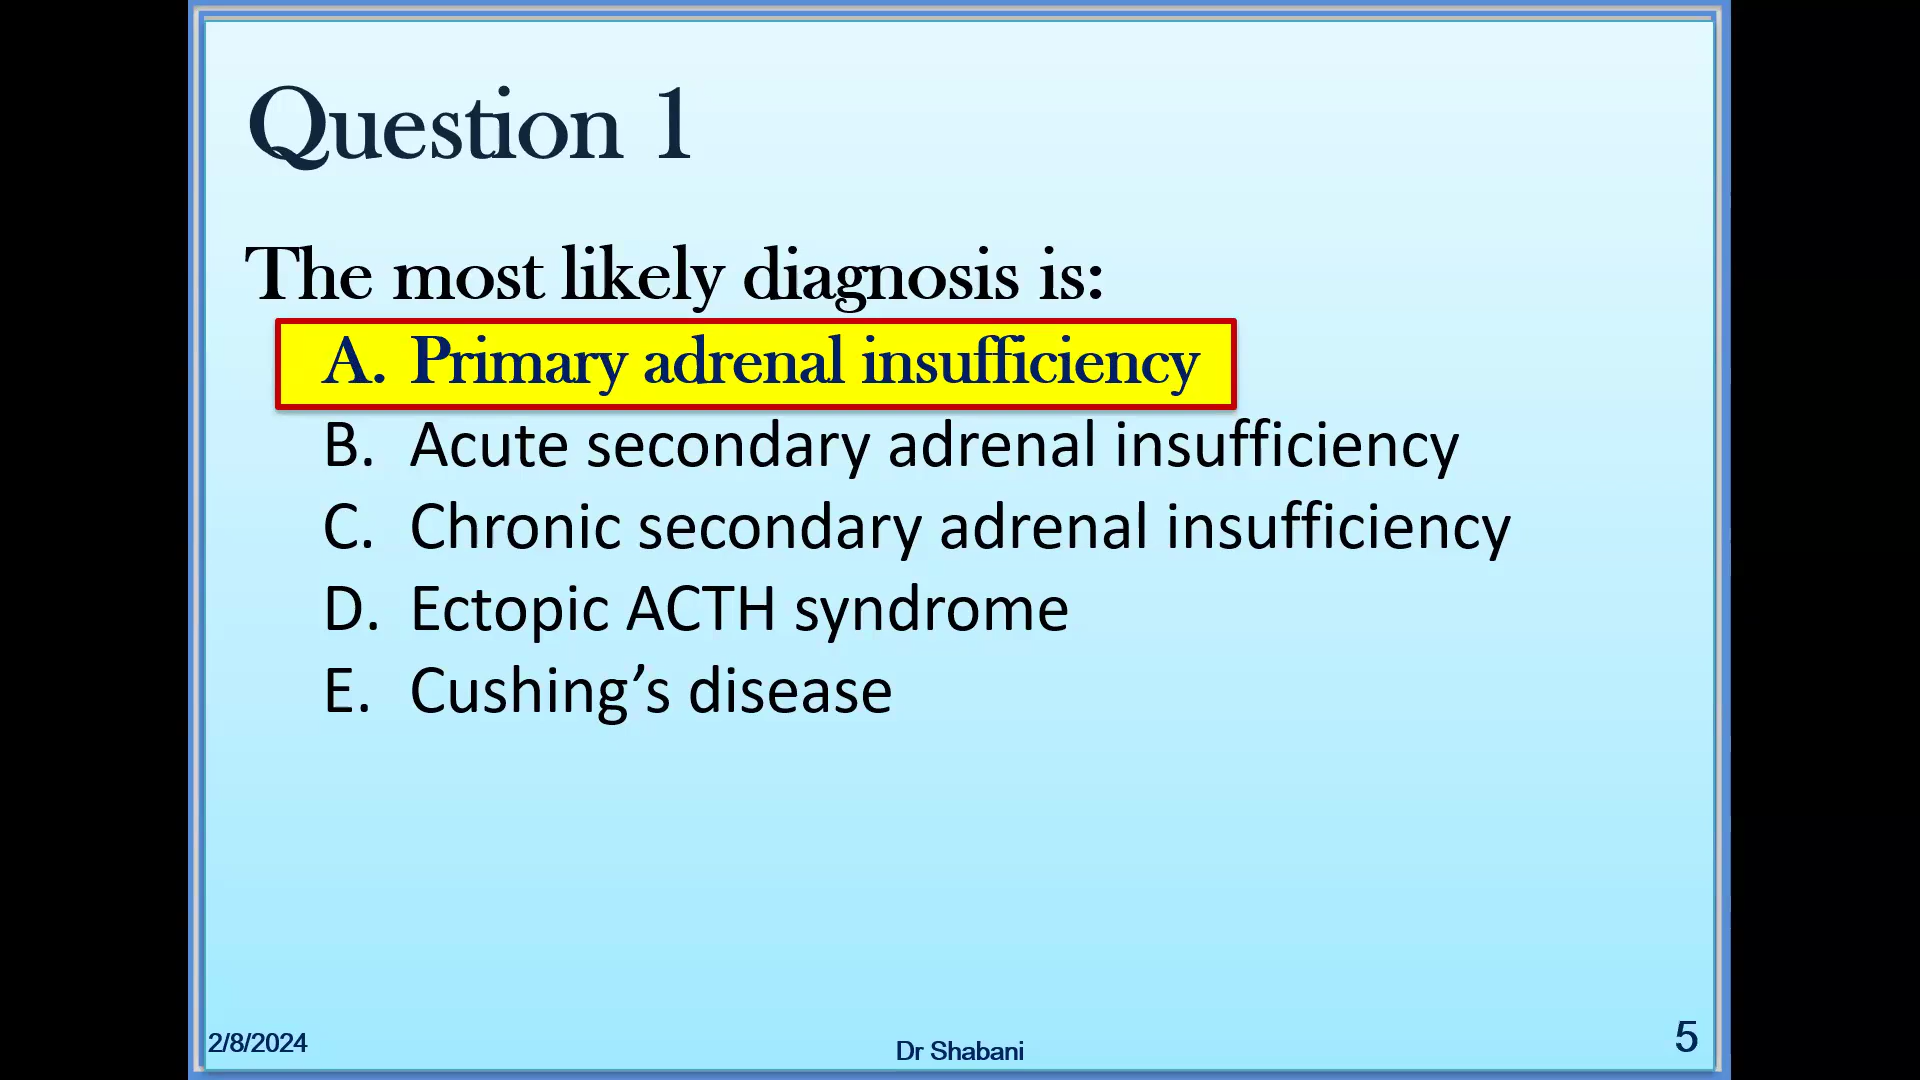 Question 1
The most likely diagnosis is:
A. Primary adrenal insufficiency
B. Acute secondary adrenal insufficiency
C. Chronic secondary adrenal insufficiency
D. Ectopic ACTH syndrome
E. Cushing’s disease
2/8/2024
Dr Shabani
5